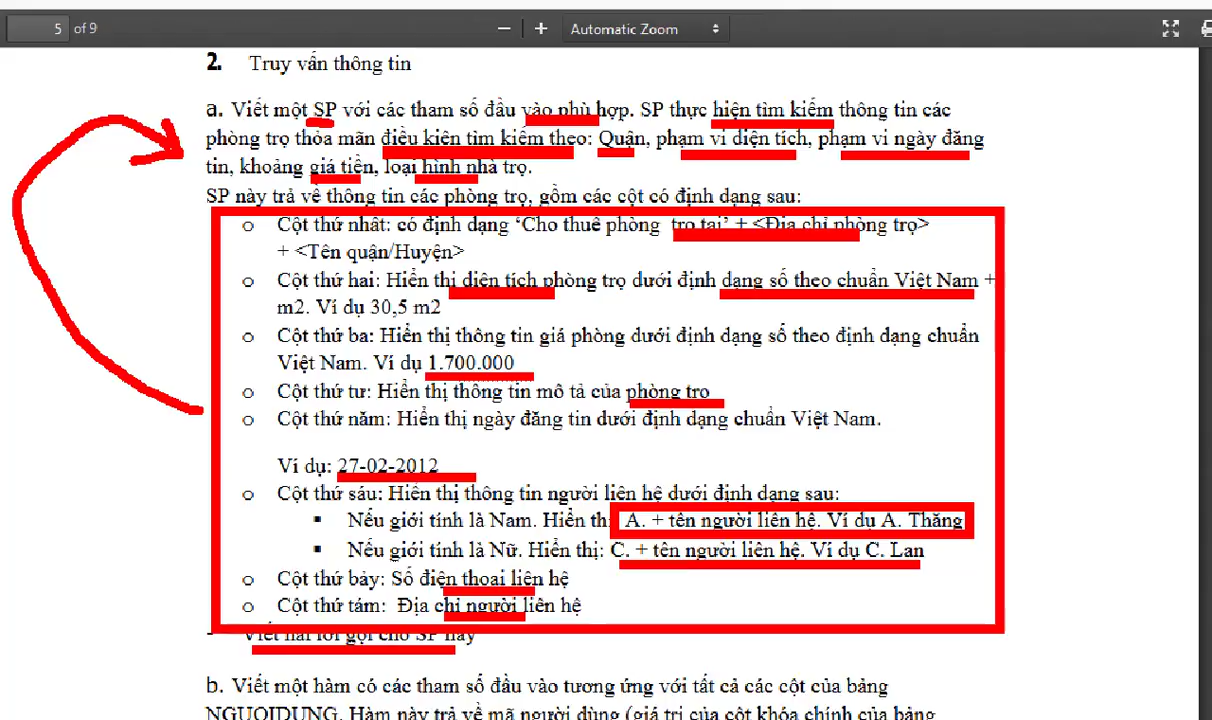 5 of 9
Automatic Zoom
2. Truy vấn thông tin
a. Viết một SP với các tham số đầu vào phù hợp. SP thực hiện tìm kiếm thông tin các
phòng trọ thỏa mãn điều kiện tìm kiếm theo: Quận, phạm vi diện tích, phạm vi ngày đăng
tin, khoảng giá tiền, loại hình nhà trọ.
SP này trả về thông tin các phòng trọ, gồm các cột có định dạng sau:
o Cột thứ nhất: có định dạng ‘Cho thuê phòng trọ tại’ + <Địa chỉ phòng trọ>
+ <Tên quận/Huyện>
o Cột thứ hai: Hiển thị diện tích phòng trọ dưới định dạng số theo chuẩn Việt Nam +
m2. Ví dụ 30,5 m2
o Cột thứ ba: Hiển thị thông tin giá phòng dưới định dạng số theo định dạng chuẩn
Việt Nam. Ví dụ 1.700.000
o Cột thứ tư: Hiển thị thông tin mô tả của phòng trọ
o Cột thứ năm: Hiển thị ngày đăng tin dưới định dạng chuẩn Việt Nam.
Ví dụ: 27-02-2012
o Cột thứ sáu: Hiển thị thông tin người liên hệ dưới định dạng sau:
▪ Nếu giới tính là Nam. Hiển thị: A. + tên người liên hệ. Ví dụ A. Thắng
▪ Nếu giới tính là Nữ. Hiển thị: C. + tên người liên hệ. Ví dụ C. Lan
o Cột thứ bảy: Số điện thoại liên hệ
o Cột thứ tám: Địa chỉ người liên hệ
- Viết hai lời gọi cho SP này
b. Viết một hàm có các tham số đầu vào tương ứng với tất cả các cột của bảng
NGUOIDUNG. Hàm này trả về mã người dùng (giá trị của cột khóa chính của bảng